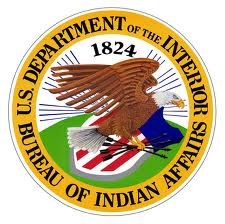 U.S. DEPARTMENT OF THE INTERIOR
1824
BUREAU OF INDIAN AFFAIRS